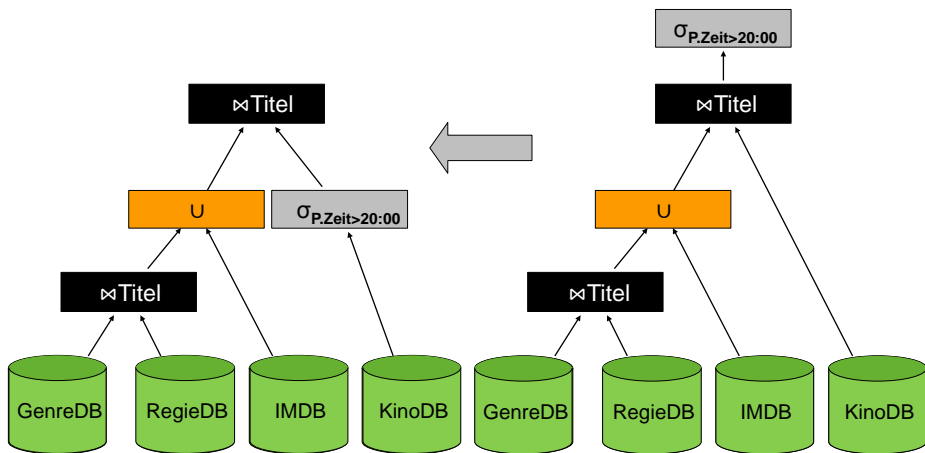 σP.Zeit>20:00
⋈Titel
⋈Titel
∪
σP.Zeit>20:00
∪
⋈Titel
⋈Titel
GenreDB
RegieDB
IMDB
KinoDB
GenreDB
RegieDB
IMDB
KinoDB